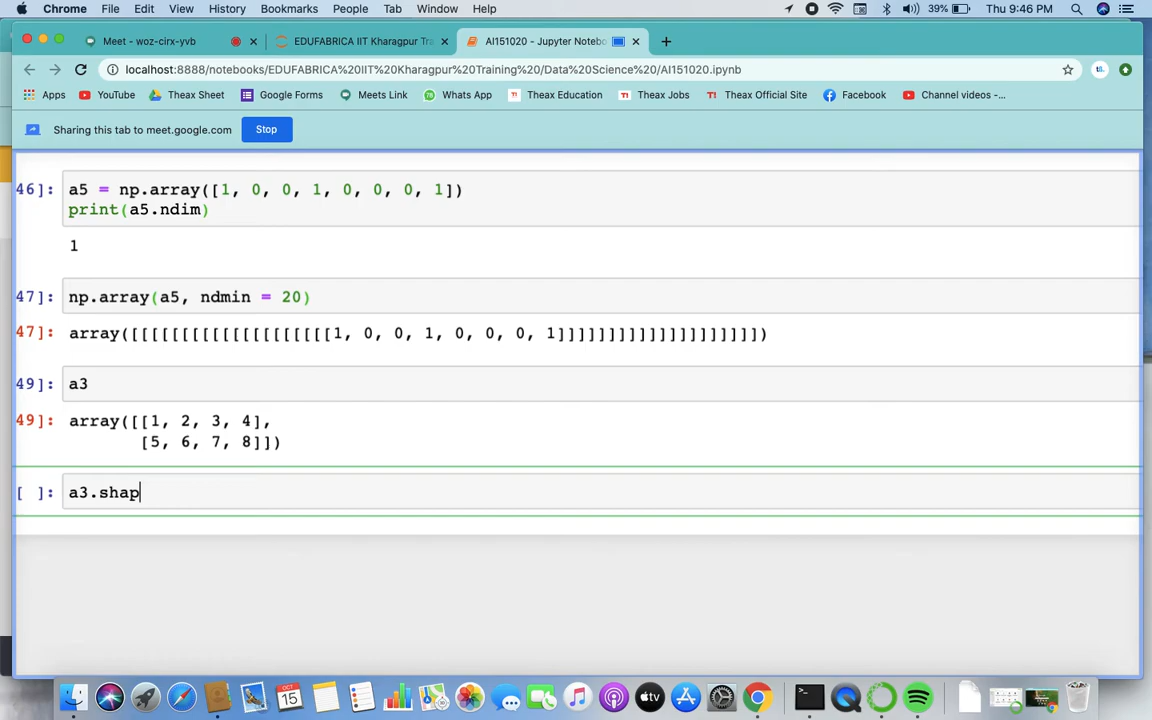 Chrome File Edit View History Bookmarks People Tab Window Help 39% Thu 9:46 PM
Meet - woz-cirx-yvb EDUFABRICA IIT Kharagpur Tra AI151020 - Jupyter Notebo
localhost:8888/notebooks/EDUFABRICA%20IIT%20Kharagpur%20Training%20/Data%20Science%20/AI151020.ipynb
Apps YouTube Theax Sheet Google Forms Meets Link Whats App Theax Education Theax Jobs Theax Official Site Facebook Channel videos -...
Sharing this tab to meet.google.com Stop
46]: a5 = np.array([1, 0, 0, 1, 0, 0, 0, 1])
print(a5.ndim)
1
47]: np.array(a5, ndmin = 20)
47]: array([[[[[[[[[[[[[[[[[[[[1, 0, 0, 1, 0, 0, 0, 1]]]]]]]]]]]]]]]]]]]])
49]: a3
49]: array([[1, 2, 3, 4],
[5, 6, 7, 8]])
[ ]: a3.shap
OCT
15